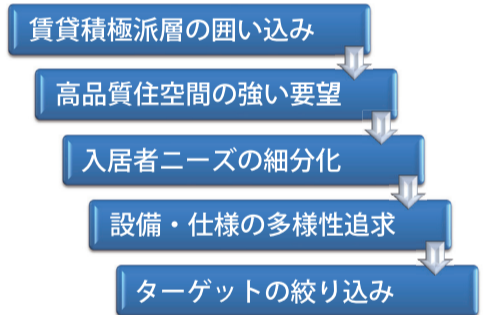 賃貸積極派層の囲い込み
高品質住空間の強い要望
入居者ニーズの細分化
設備・仕様の多様性追求
ターゲットの絞り込み